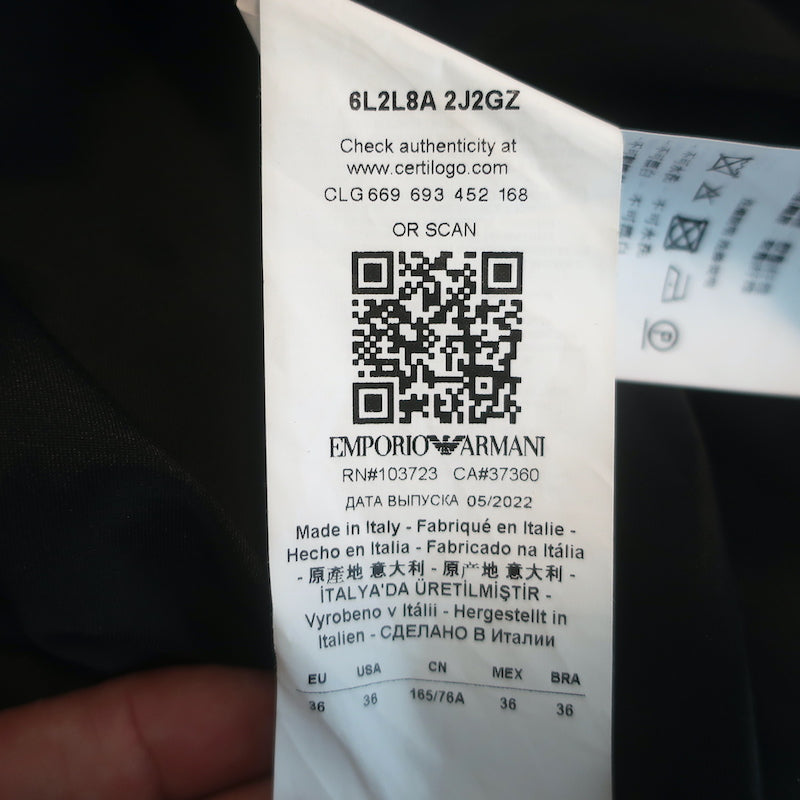 6L2L8A 2J2GZ
Check authenticity at
www.certilogo.com
CLG 669 693 452 168
OR SCAN
EMPORIO ARMANI
RN#103723 CA#37360
ДАТА ВЫПУСКА 05/2022
Made in Italy - Fabriqué en Italie -
Hecho en Italia - Fabricado na Itália
- 原產地 意大利 - 原产地 意大利 -
İTALYA'DA ÜRETİLMİŞTİR -
Vyrobeno v Itálii - Hergestellt in
Italien - СДЕЛАНО В Италии
EU USA CN MEX BRA
36 36 165/76A 36 36